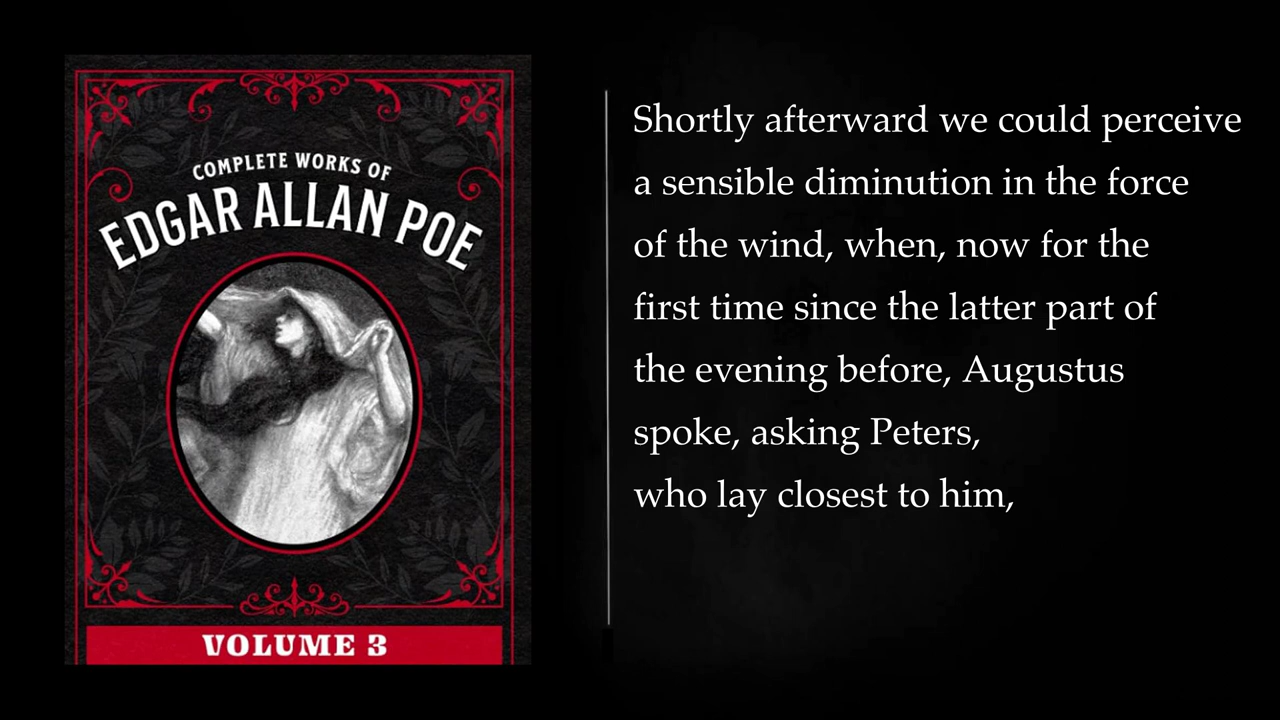 COMPLETE WORKS OF
EDGAR ALLAN POE
VOLUME 3
Shortly afterward we could perceive
a sensible diminution in the force
of the wind, when, now for the
first time since the latter part of
the evening before, Augustus
spoke, asking Peters,
who lay closest to him,